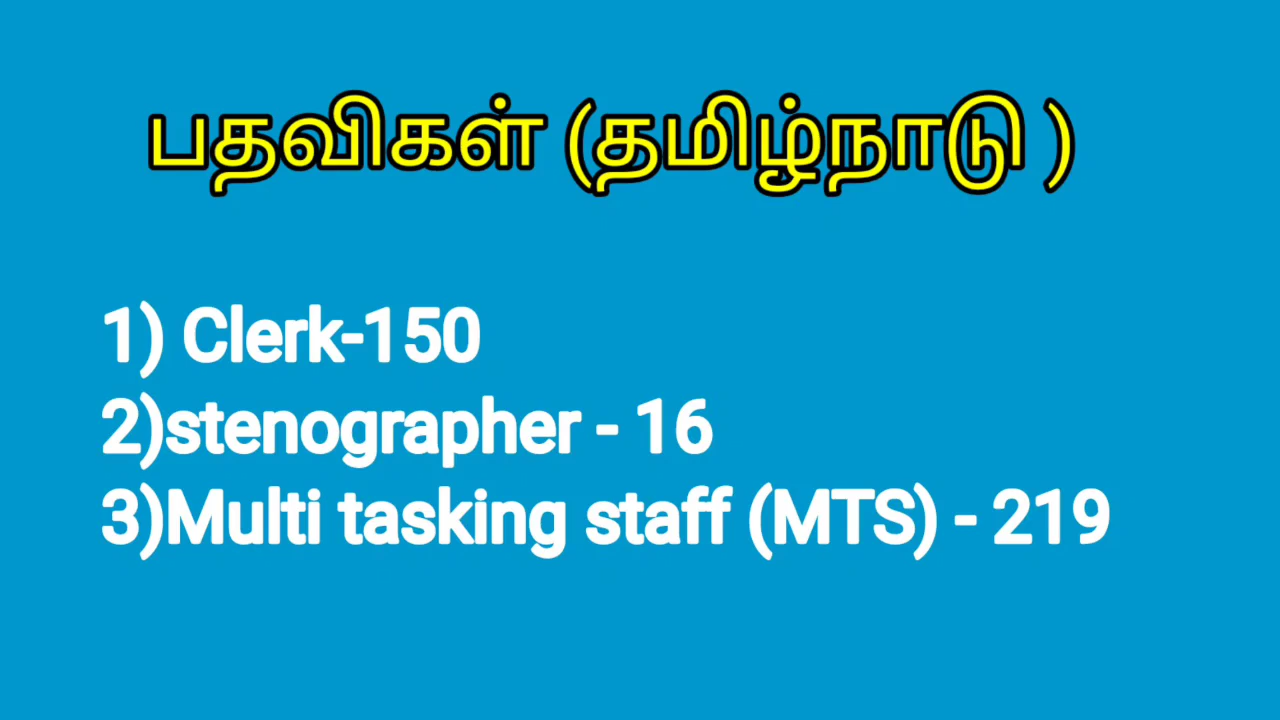 பதவிகள் (தமிழ்நாடு )
1) Clerk-150
2)stenographer - 16
3)Multi tasking staff (MTS) - 219